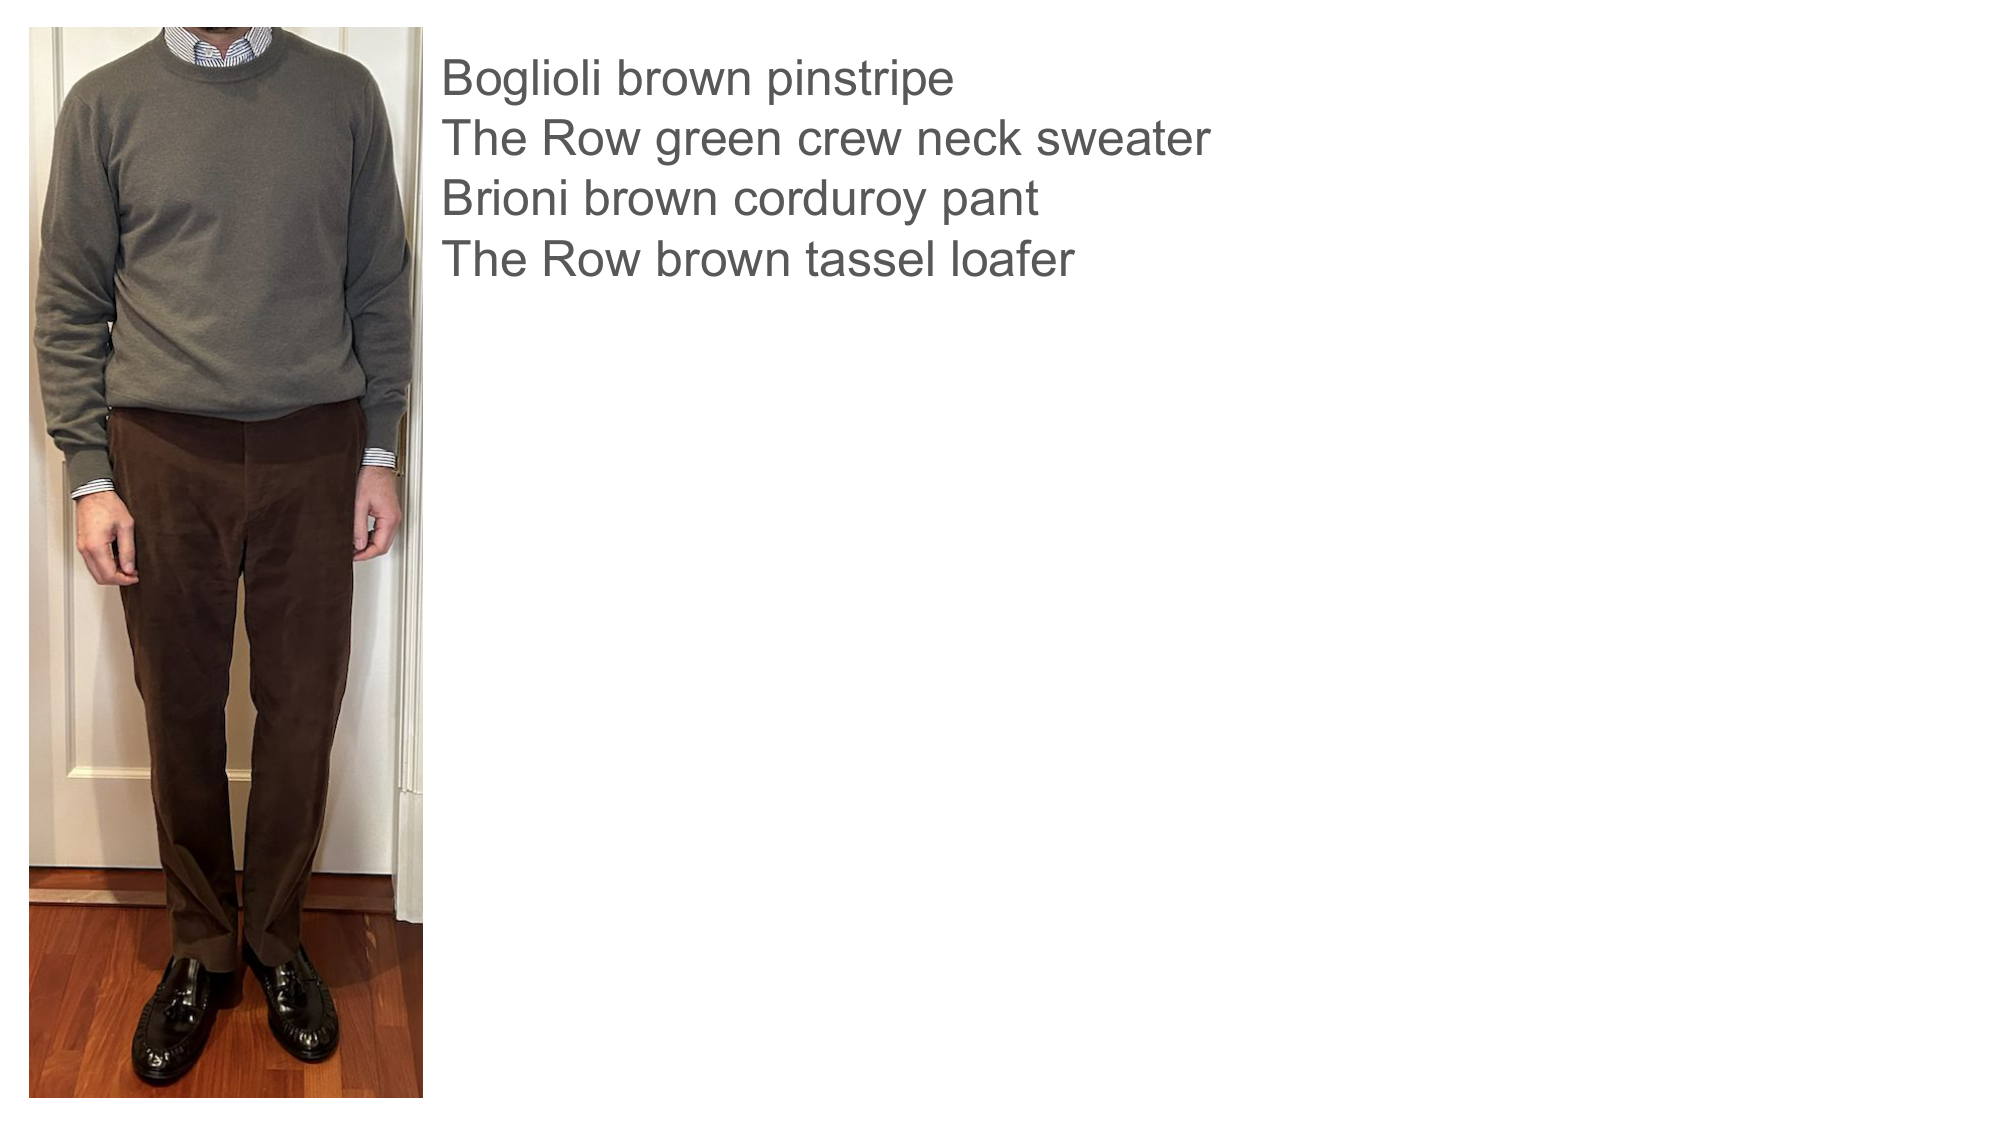 Boglioli brown pinstripe
The Row green crew neck sweater
Brioni brown corduroy pant
The Row brown tassel loafer